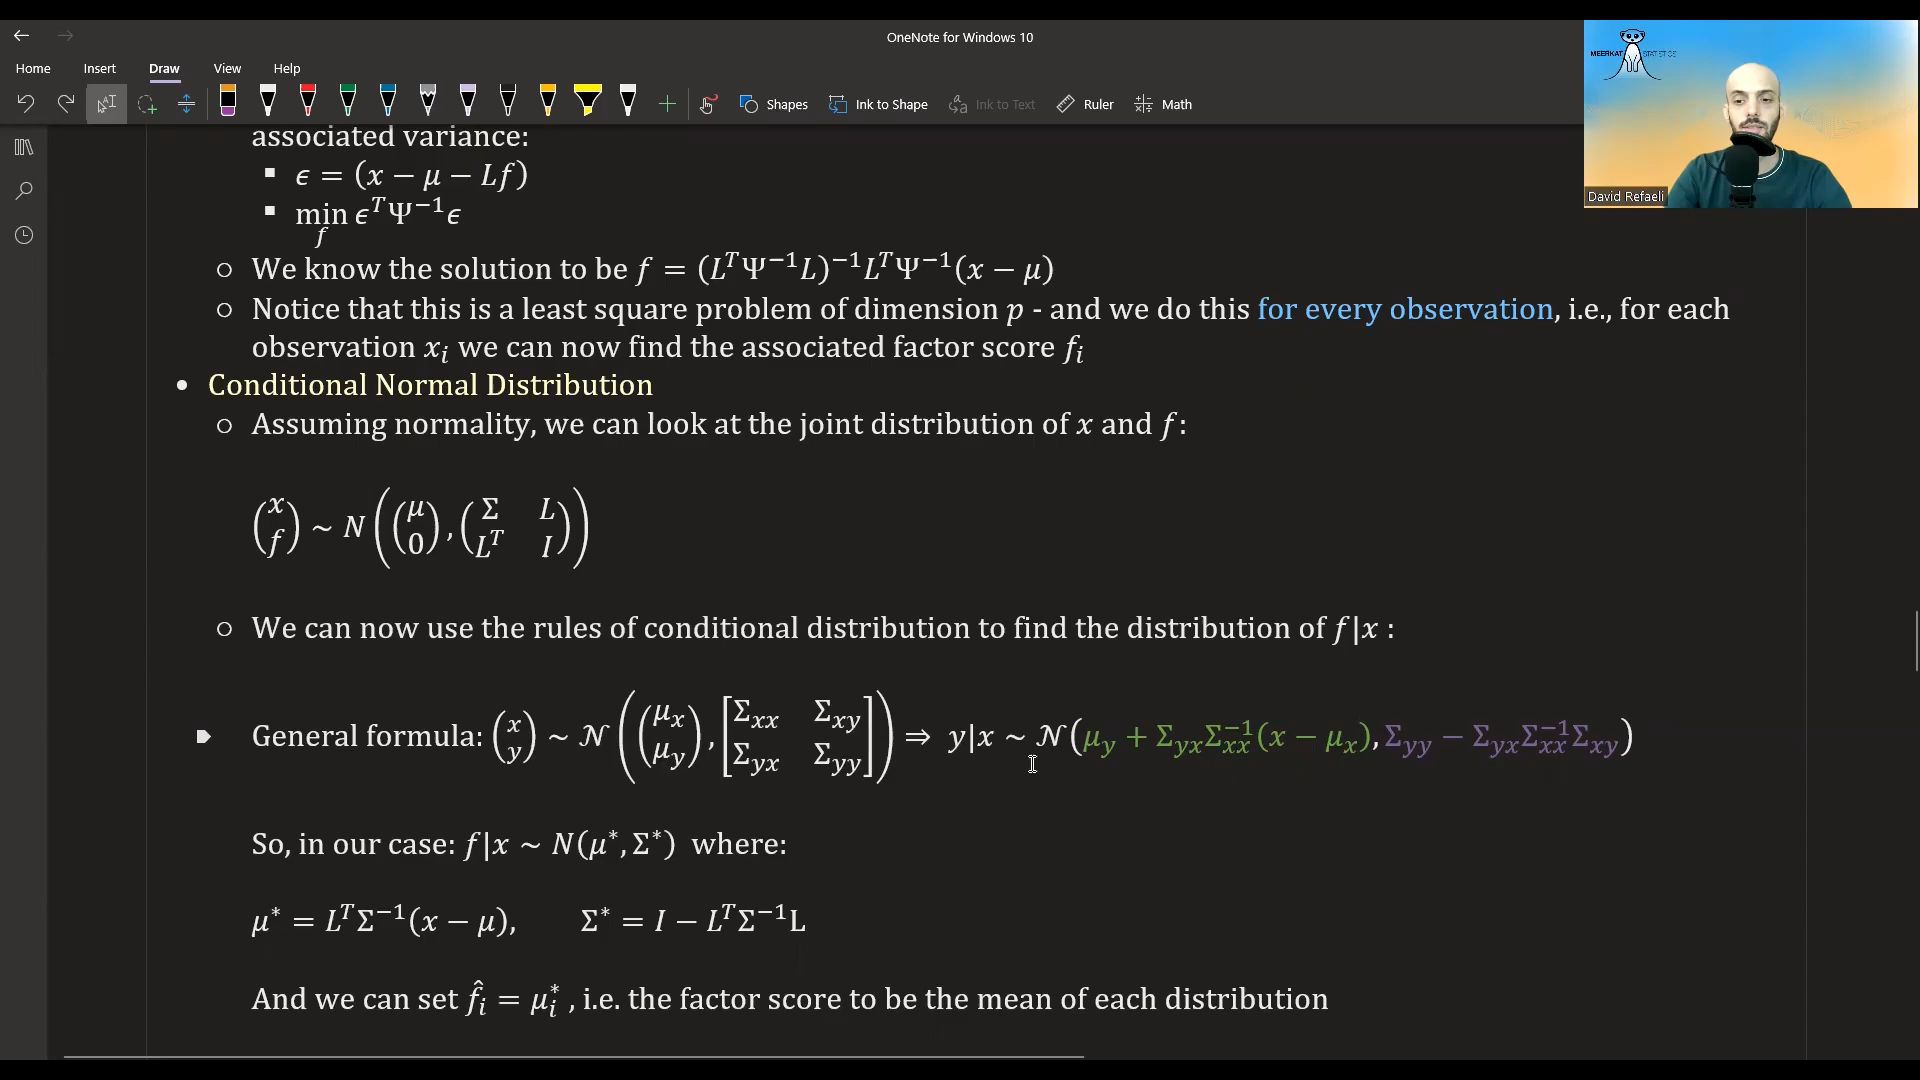 OneNote for Windows 10
Home Insert Draw View Help
Shapes Ink to Shape Ink to Text Ruler Math
MEERKAT STATISTICS
David Refaeli
associated variance:
▪ ϵ = (x − μ − Lf)
▪ min_f ϵ^T Ψ^{−1} ϵ
○ We know the solution to be f = (L^T Ψ^{−1} L)^{−1} L^T Ψ^{−1} (x − μ)
○ Notice that this is a least square problem of dimension p - and we do this for every observation, i.e., for each
observation x_i we can now find the associated factor score f_i
• Conditional Normal Distribution
○ Assuming normality, we can look at the joint distribution of x and f:
(x f) ~ N((μ 0), (Σ L L^T I))
○ We can now use the rules of conditional distribution to find the distribution of f|x :
General formula: (x y) ~ 𝒩((μ_x μ_y), [Σ_xx Σ_xy Σ_yx Σ_yy]) ⇒ y|x ~ 𝒩(μ_y + Σ_yx Σ_xx^{−1} (x − μ_x), Σ_yy − Σ_yx Σ_xx^{−1} Σ_xy)
So, in our case: f|x ~ N(μ^*, Σ^*) where:
μ^* = L^T Σ^{−1} (x − μ), Σ^* = I − L^T Σ^{−1} L
And we can set f̂_i = μ_i^* , i.e. the factor score to be the mean of each distribution